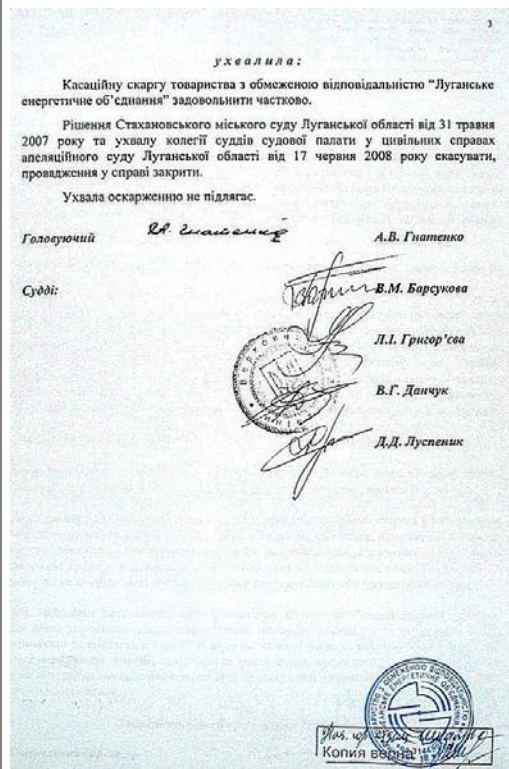 3
ухвалила:
Касаційну скаргу товариства з обмеженою відповідальністю "Луганське
енергетичне об'єднання" задовольнити частково.
Рішення Стахановського міського суду Луганської області від 31 травня
2007 року та ухвалу колегії суддів судової палати у цивільних справах
апеляційного суду Луганської області від 17 червня 2008 року скасувати,
провадження у справі закрити.
Ухвала оскарженню не підлягає.
Головуючий А.В. Гнатенко
Судді: В.М. Барсукова
Л.І. Григор'єва
В.Г. Данчук
Д.Д. Луспеник
Копия верна